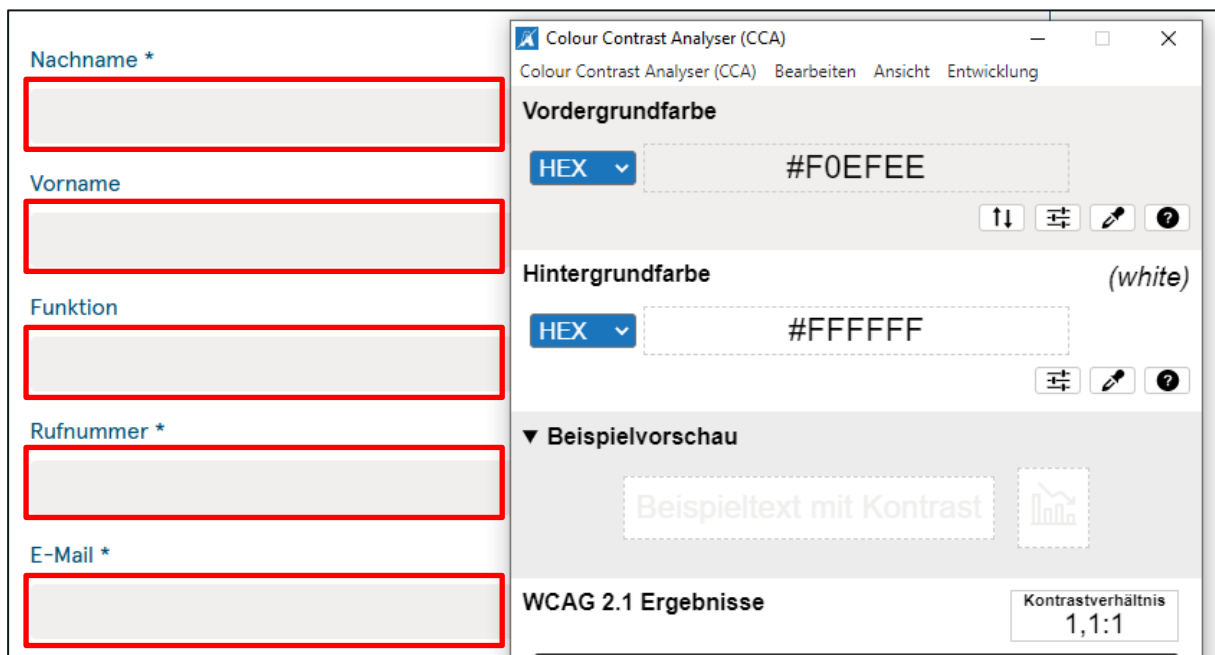 Nachname *
Vorname
Funktion
Rufnummer *
E-Mail *
Colour Contrast Analyser (CCA)
Colour Contrast Analyser (CCA) Bearbeiten Ansicht Entwicklung
Vordergrundfarbe
HEX #F0EFEE
Hintergrundfarbe (white)
HEX #FFFFFF
▼ Beispielvorschau
Beispieltext mit Kontrast
WCAG 2.1 Ergebnisse
Kontrastverhältnis
1,1:1